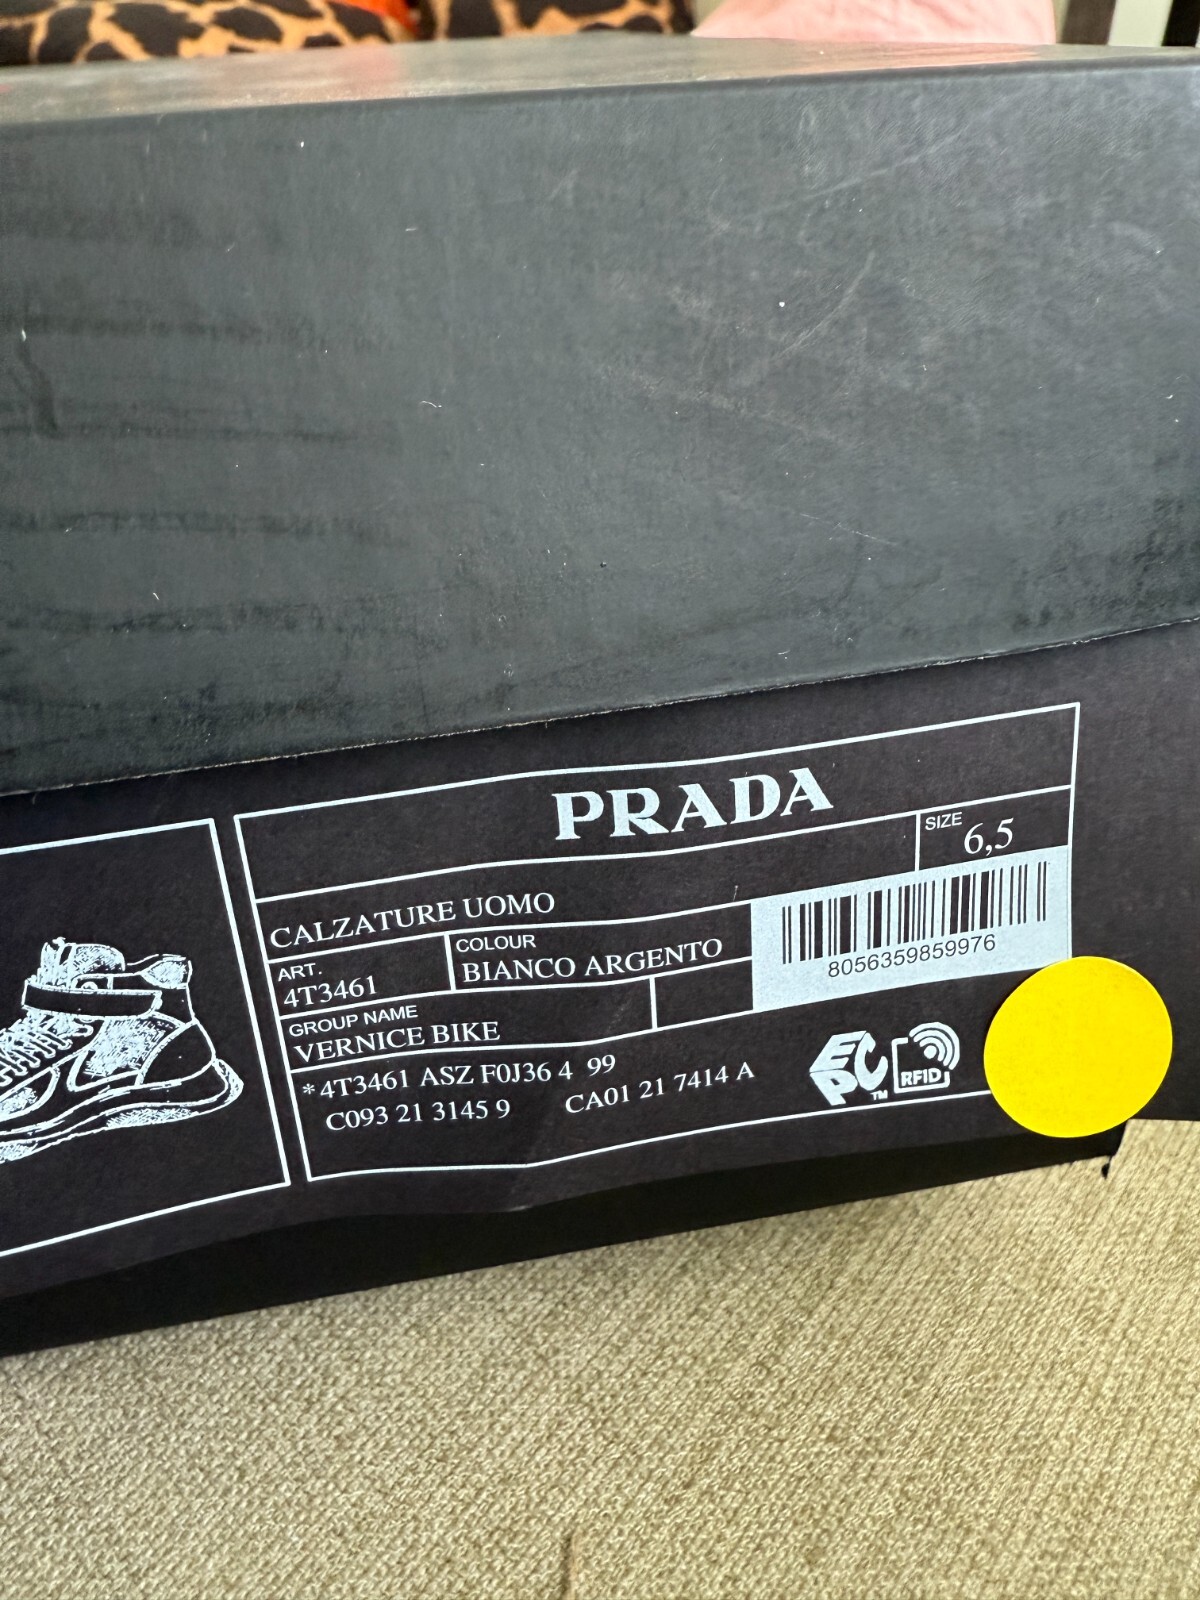 PRADA
SIZE
6,5
CALZATURE UOMO
ART.
4T3461
COLOUR
BIANCO ARGENTO
8056359859976
GROUP NAME
VERNICE BIKE
*4T3461 ASZ F0J36 4 99
C093 21 3145 9 CA01 21 7414 A
EPC TM
RFID